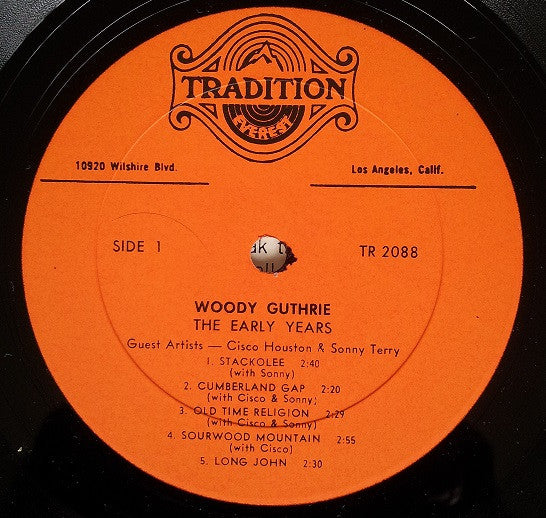 TRADITION
EVEREST
10920 Wilshire Blvd.
Los Angeles, Calif.
SIDE 1
TR 2088
WOODY GUTHRIE
THE EARLY YEARS
Guest Artists — Cisco Houston & Sonny Terry
1. STACKOLEE 2:40
(with Sonny)
2. CUMBERLAND GAP 2:20
(with Cisco & Sonny)
3. OLD TIME RELIGION 2:29
(with Cisco & Sonny)
4. SOURWOOD MOUNTAIN 2:55
(with Cisco)
5. LONG JOHN 2:30